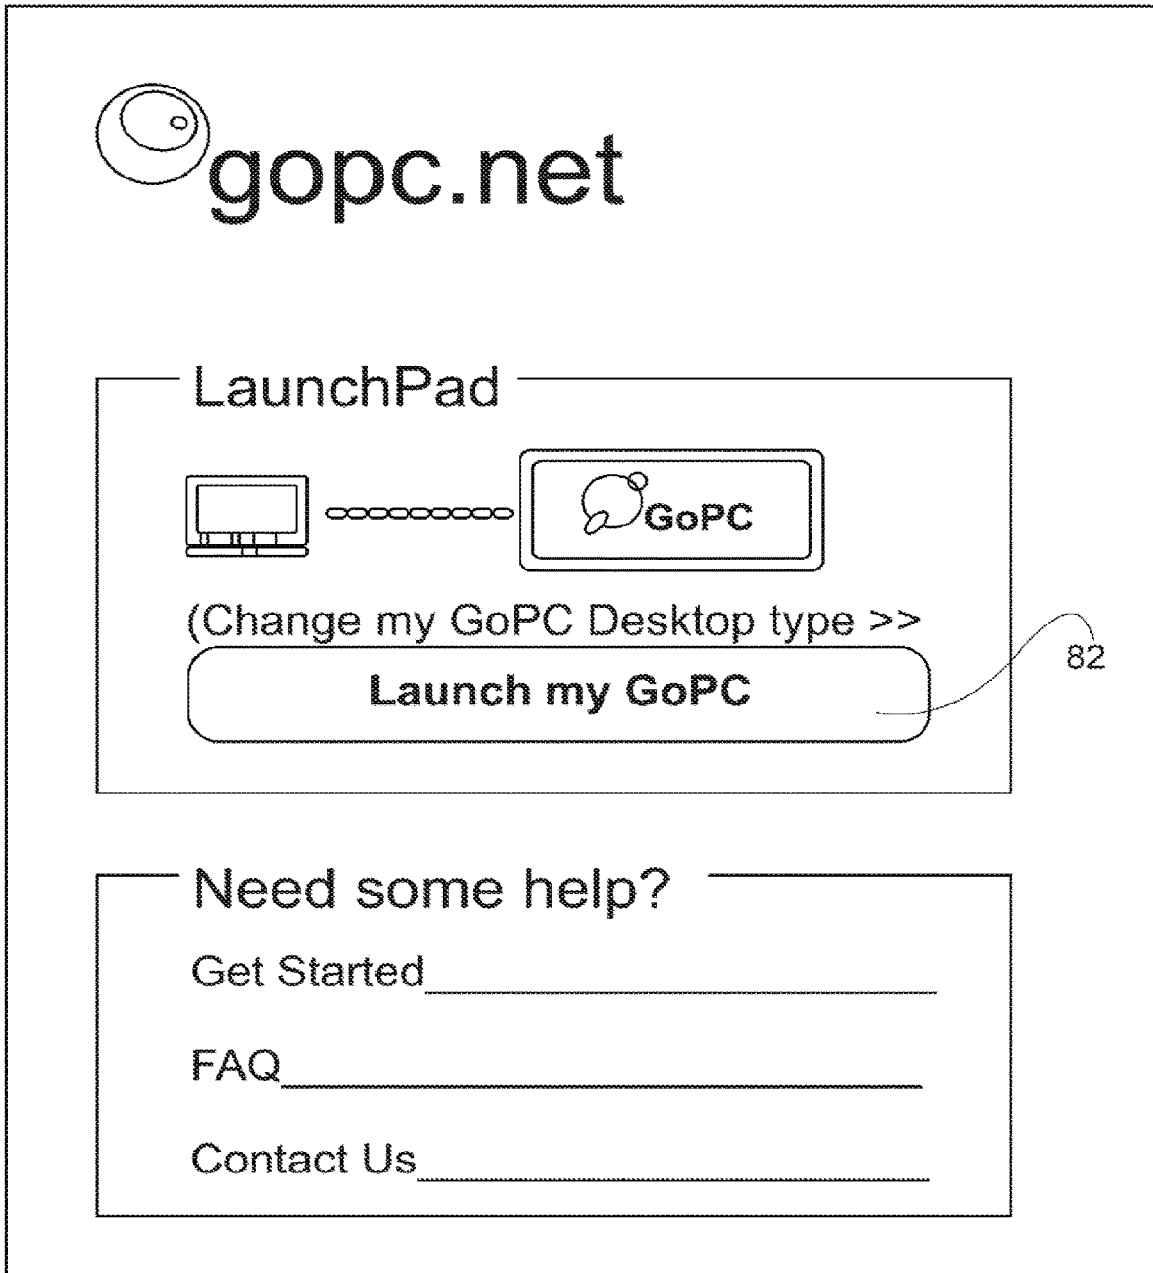 gopc.net
LaunchPad
GoPC
(Change my GoPC Desktop type >>
Launch my GoPC
82
Need some help?
Get Started
FAQ
Contact Us